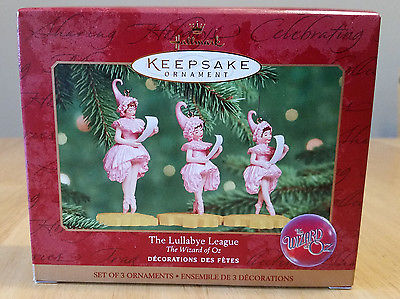 Sharing
Celebrating
Hallmark
KEEPSAKE
ORNAMENT
The Lullabye League
The Wizard of Oz
DÉCORATIONS DES FÊTES
The
WIZARD
of Oz
SET OF 3 ORNAMENTS • ENSEMBLE DE 3 DÉCORATIONS